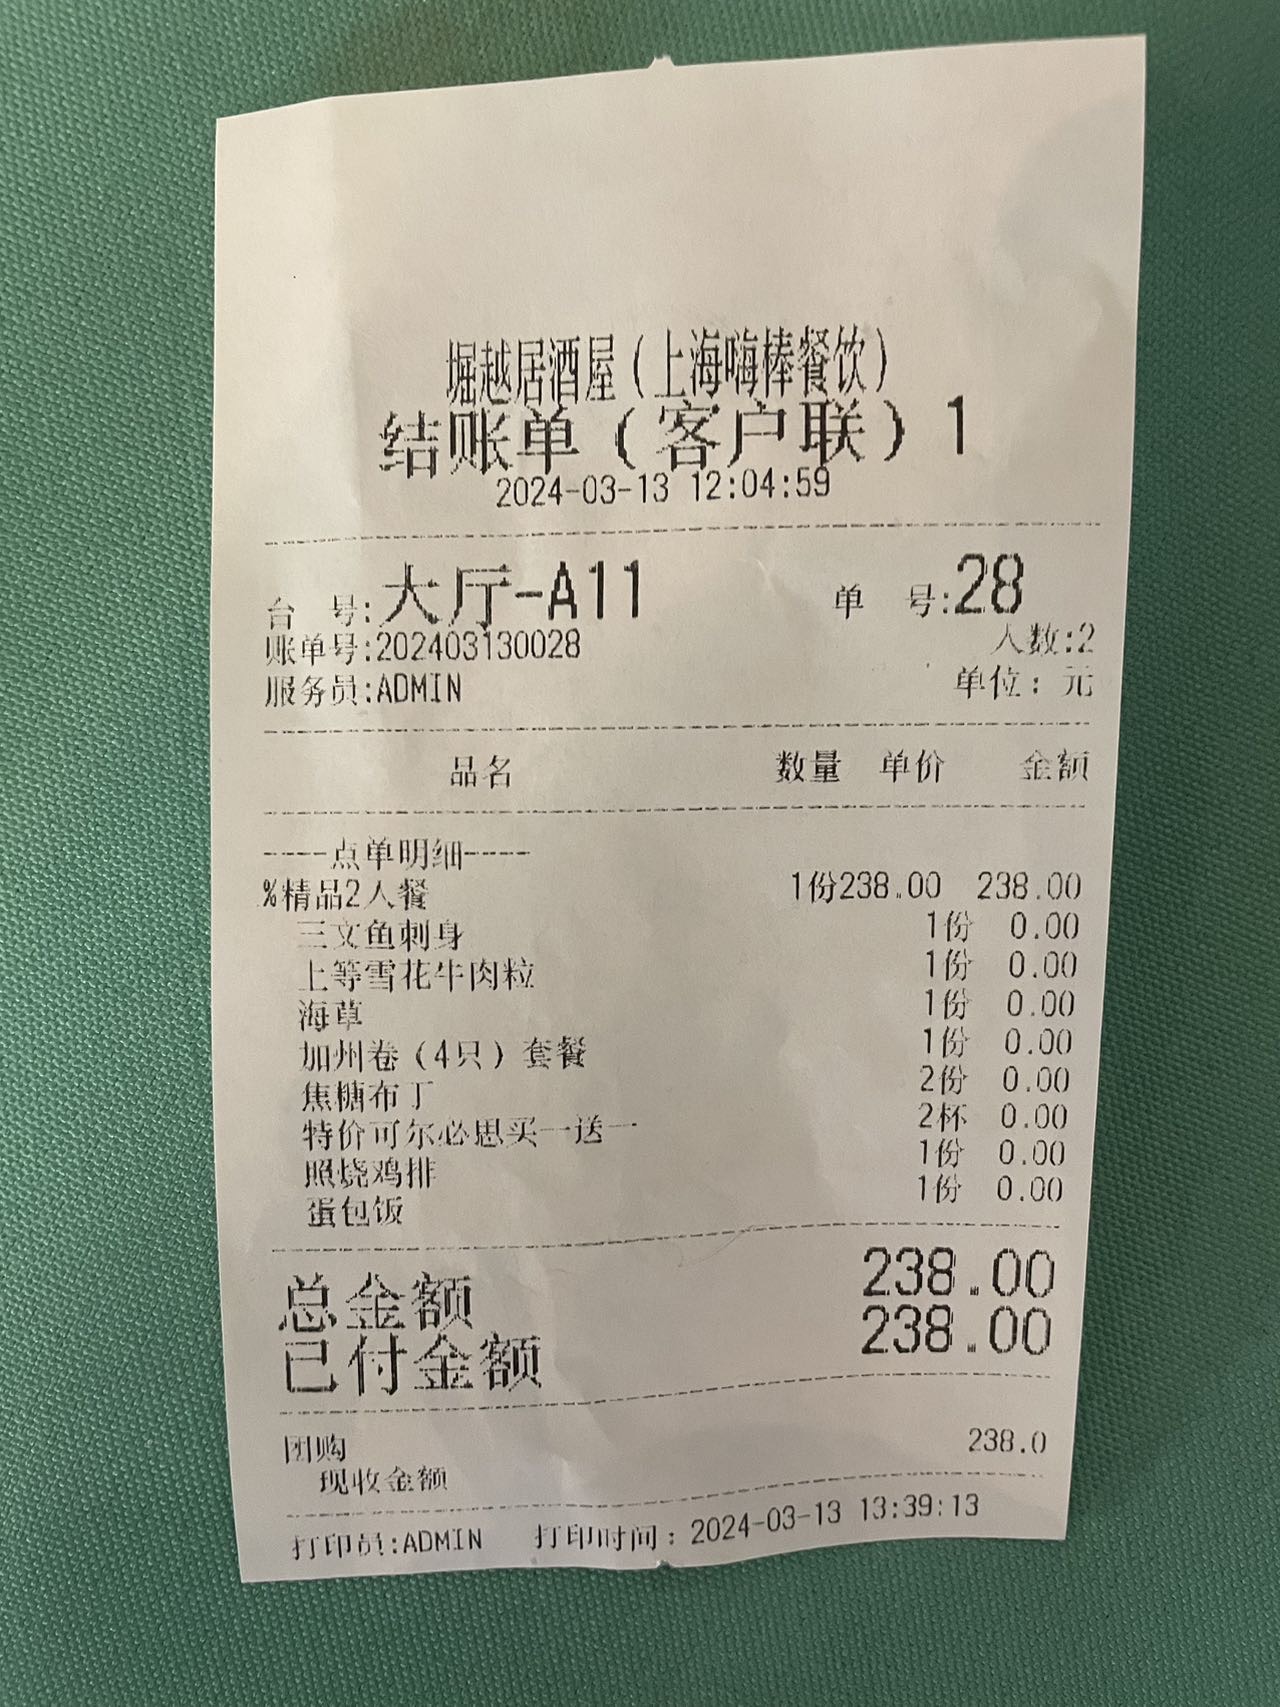 堀越居酒屋(上海嗨棒餐饮)
结账单(客户联)1
2024-03-13 12:04:59
台 号:大厅-A11 单 号:28
账单号:202403130028 人数:2
服务员:ADMIN 单位：元
品名 数量 单价 金额
----点单明细----
%精品2人餐 1份238.00 238.00
三文鱼刺身 1份 0.00
上等雪花牛肉粒 1份 0.00
海草 1份 0.00
加州卷(4只)套餐 1份 0.00
焦糖布丁 2份 0.00
特价可尔必思买一送一 2杯 0.00
照烧鸡排 1份 0.00
蛋包饭 1份 0.00
总金额 238.00
已付金额 238.00
团购 238.0
现收金额
打印员:ADMIN 打印时间：2024-03-13 13:39:13